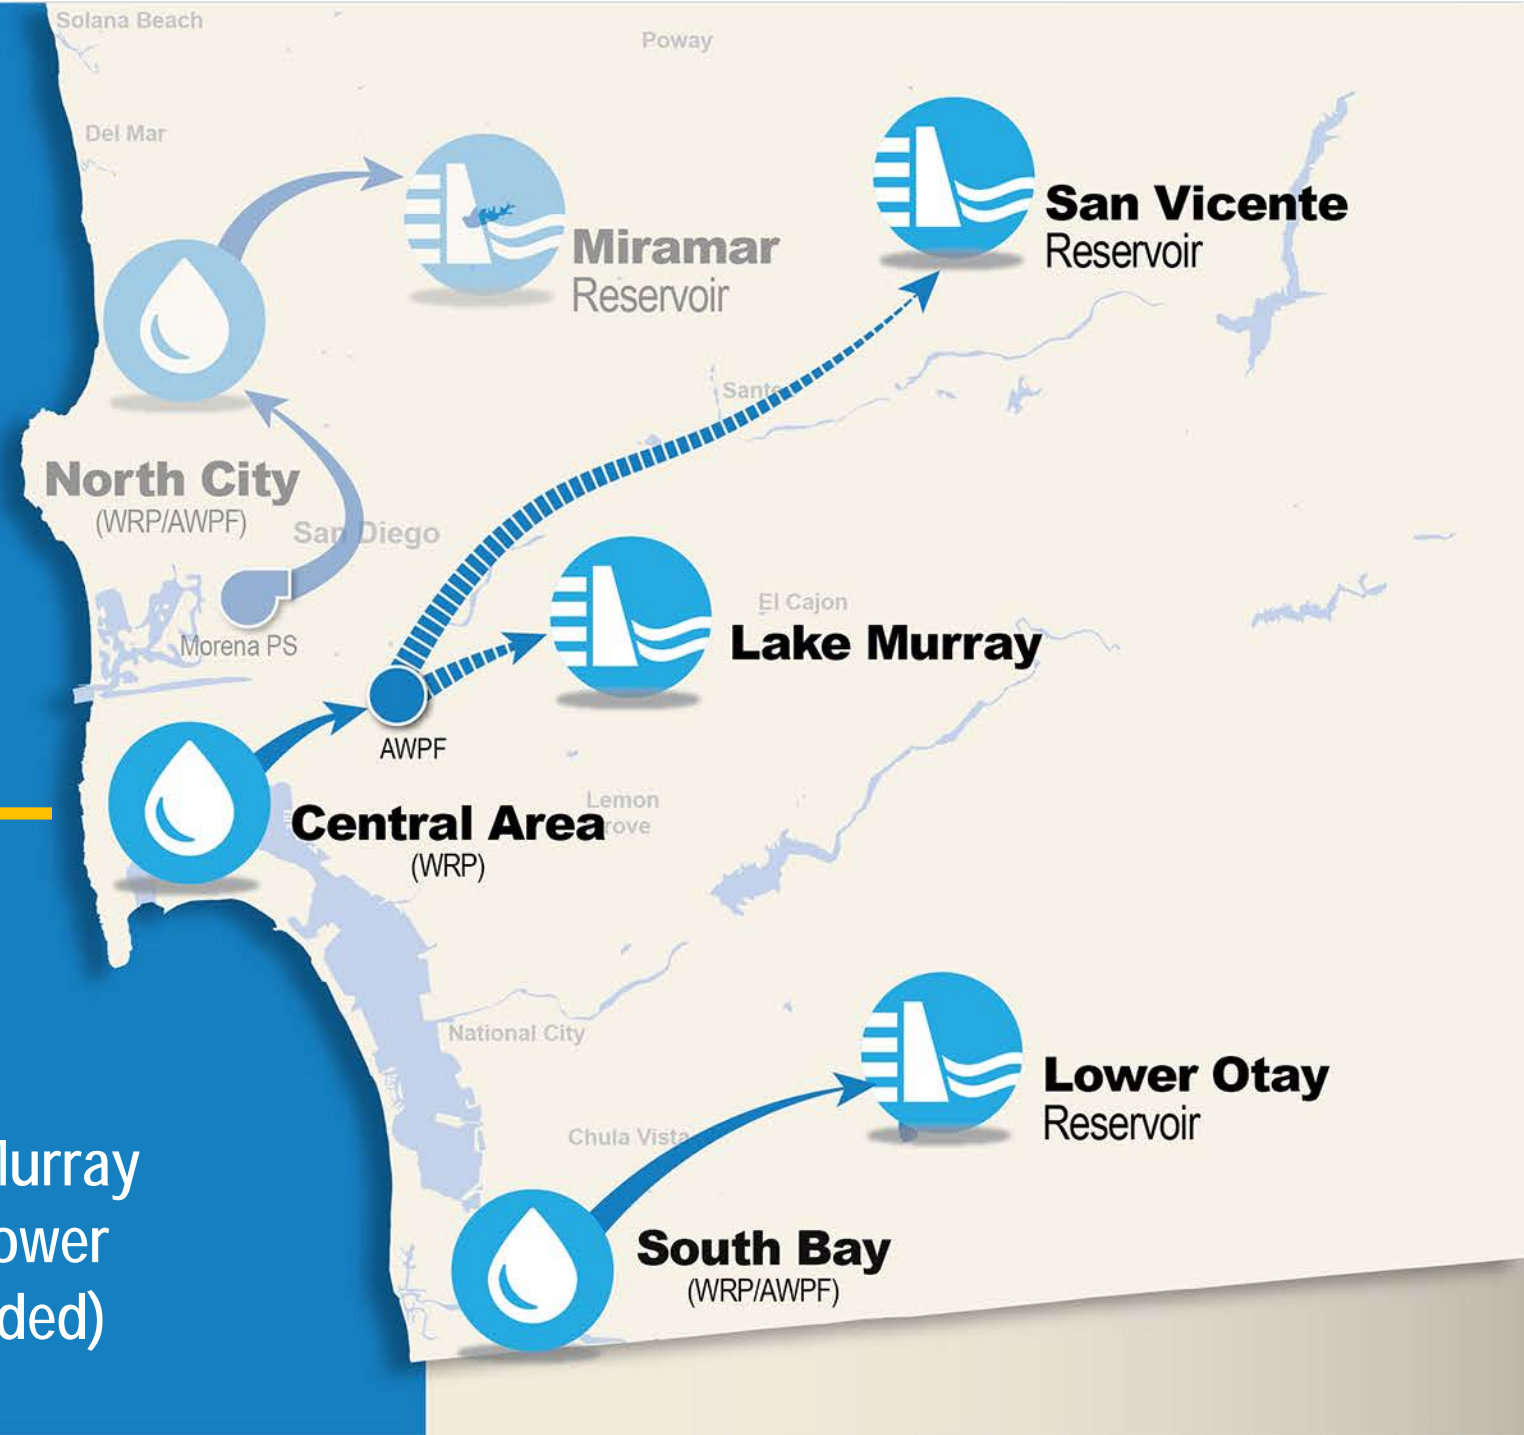 Solana Beach
Poway
Del Mar
San Vicente
Reservoir
Miramar
Reservoir
North City
(WRP/AWPF)
San Diego
Morena PS
El Cajon
Lake Murray
AWPF
Lemon
Central Area
(WRP)
National City
Lower Otay
Reservoir
Chula Vista
South Bay
(WRP/AWPF)